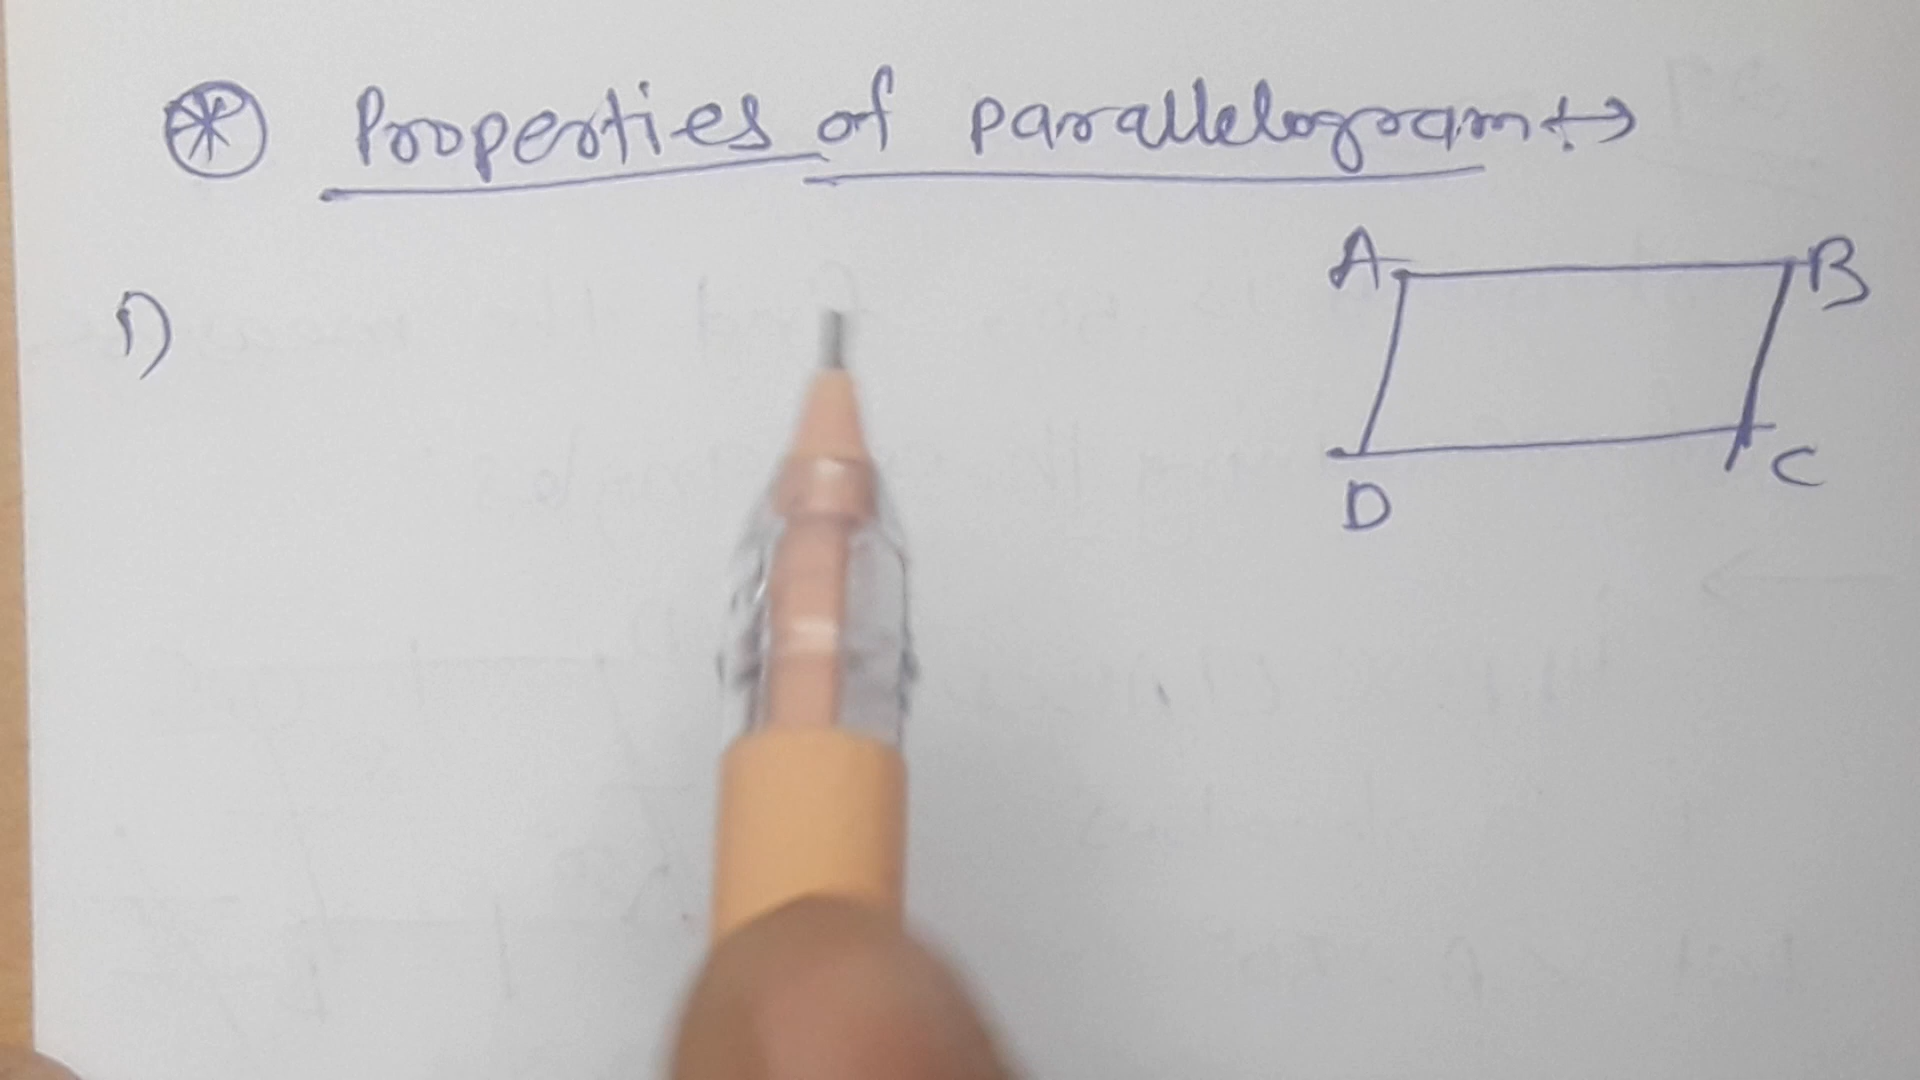 Properties of parallelogram :→
A B
1)
D C